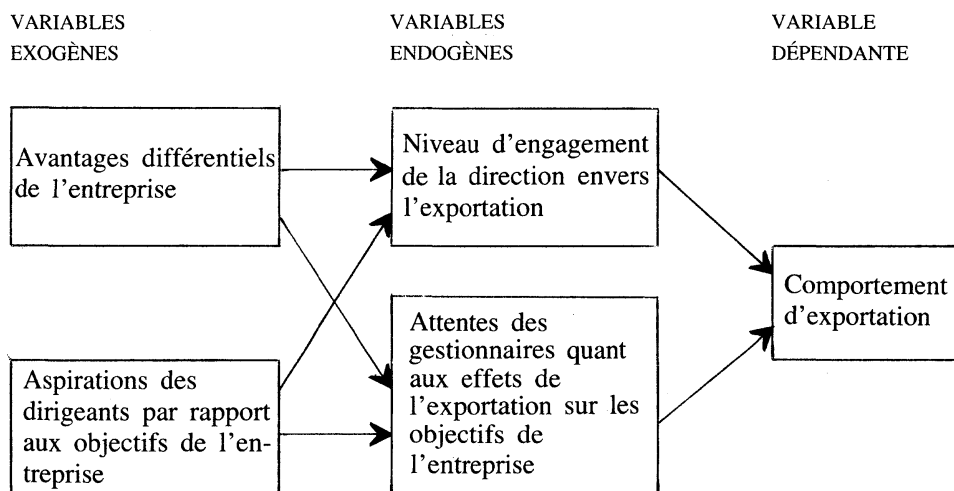 VARIABLES
EXOGÈNES
VARIABLES
ENDOGÈNES
VARIABLE
DÉPENDANTE
Avantages différentiels
de l'entreprise
Niveau d'engagement
de la direction envers
l'exportation
Comportement
d'exportation
Aspirations des
dirigeants par rapport
aux objectifs de l'en-
treprise
Attentes des
gestionnaires quant
aux effets de
l'exportation sur les
objectifs de
l'entreprise